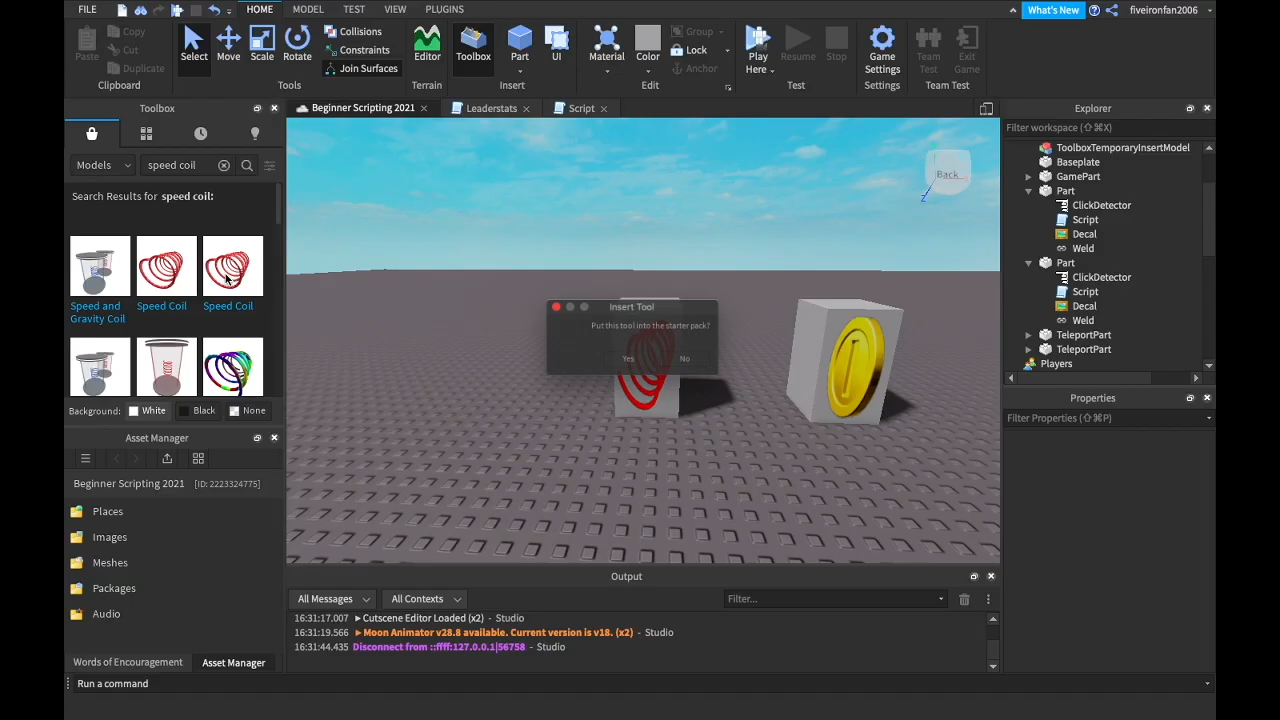 FILE HOME MODEL TEST VIEW PLUGINS What's New fiveironfan2006
Paste Copy Cut Duplicate Select Move Scale Rotate Collisions Constraints Join Surfaces Editor Toolbox Part UI Material Color Group Lock Anchor Play Here Resume Stop Game Settings Team Test Exit Game
Clipboard Tools Terrain Insert Edit Test Settings Team Test
Toolbox
Beginner Scripting 2021 Leaderstats Script
Models speed coil
Search Results for speed coil:
Speed and Gravity Coil
Speed Coil
Speed Coil
Background: White Black None
Asset Manager
Beginner Scripting 2021 [ID: 2223324775]
Places
Images
Meshes
Packages
Audio
Words of Encouragement Asset Manager
Run a command
Back
Z
Insert Tool
Put this tool into the starter pack?
Yes No
Output
All Messages All Contexts Filter...
16:31:17.007 Cutscene Editor Loaded (x2) - Studio
16:31:19.566 Moon Animator v28.8 available. Current version is v18. (x2) - Studio
16:31:44.435 Disconnect from ::ffff:127.0.0.1|56758 - Studio
Explorer
Filter workspace (⇧⌘X)
ToolboxTemporaryInsertModel
Baseplate
GamePart
Part
ClickDetector
Script
Decal
Weld
Part
ClickDetector
Script
Decal
Weld
TeleportPart
TeleportPart
Players
Properties
Filter Properties (⇧⌘P)